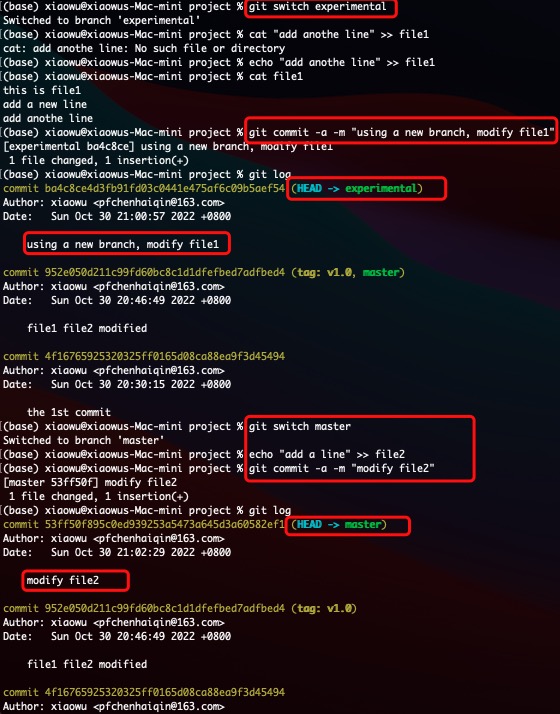 (base) xiaowu@xiaowus-Mac-mini project % git switch experimental
Switched to branch 'experimental'
(base) xiaowu@xiaowus-Mac-mini project % cat "add anothe line" >> file1
cat: add anothe line: No such file or directory
(base) xiaowu@xiaowus-Mac-mini project % echo "add anothe line" >> file1
(base) xiaowu@xiaowus-Mac-mini project % cat file1
this is file1
add a new line
add anothe line
(base) xiaowu@xiaowus-Mac-mini project % git commit -a -m "using a new branch, modify file1"
[experimental ba4c8ce] using a new branch, modify file1
1 file changed, 1 insertion(+)
(base) xiaowu@xiaowus-Mac-mini project % git log
commit ba4c8ce4d3fb91fd03c0441e475af6c09b5aef54 (HEAD -> experimental)
Author: xiaowu <pfchenhaiqin@163.com>
Date: Sun Oct 30 21:00:57 2022 +0800
using a new branch, modify file1
commit 952e050d211c99fd60bc8c1d1dfefbed7adfbed4 (tag: v1.0, master)
Author: xiaowu <pfchenhaiqin@163.com>
Date: Sun Oct 30 20:46:49 2022 +0800
file1 file2 modified
commit 4f16765925320325ff0165d08ca88ea9f3d45494
Author: xiaowu <pfchenhaiqin@163.com>
Date: Sun Oct 30 20:30:15 2022 +0800
the 1st commit
(base) xiaowu@xiaowus-Mac-mini project % git switch master
Switched to branch 'master'
(base) xiaowu@xiaowus-Mac-mini project % echo "add a line" >> file2
(base) xiaowu@xiaowus-Mac-mini project % git commit -a -m "modify file2"
[master 53ff50f] modify file2
1 file changed, 1 insertion(+)
(base) xiaowu@xiaowus-Mac-mini project % git log
commit 53ff50f895c0ed939253a5473a645d3a60582ef1 (HEAD -> master)
Author: xiaowu <pfchenhaiqin@163.com>
Date: Sun Oct 30 21:02:29 2022 +0800
modify file2
commit 952e050d211c99fd60bc8c1d1dfefbed7adfbed4 (tag: v1.0)
Author: xiaowu <pfchenhaiqin@163.com>
Date: Sun Oct 30 20:46:49 2022 +0800
file1 file2 modified
commit 4f16765925320325ff0165d08ca88ea9f3d45494
Author: xiaowu <pfchenhaiqin@163.com>